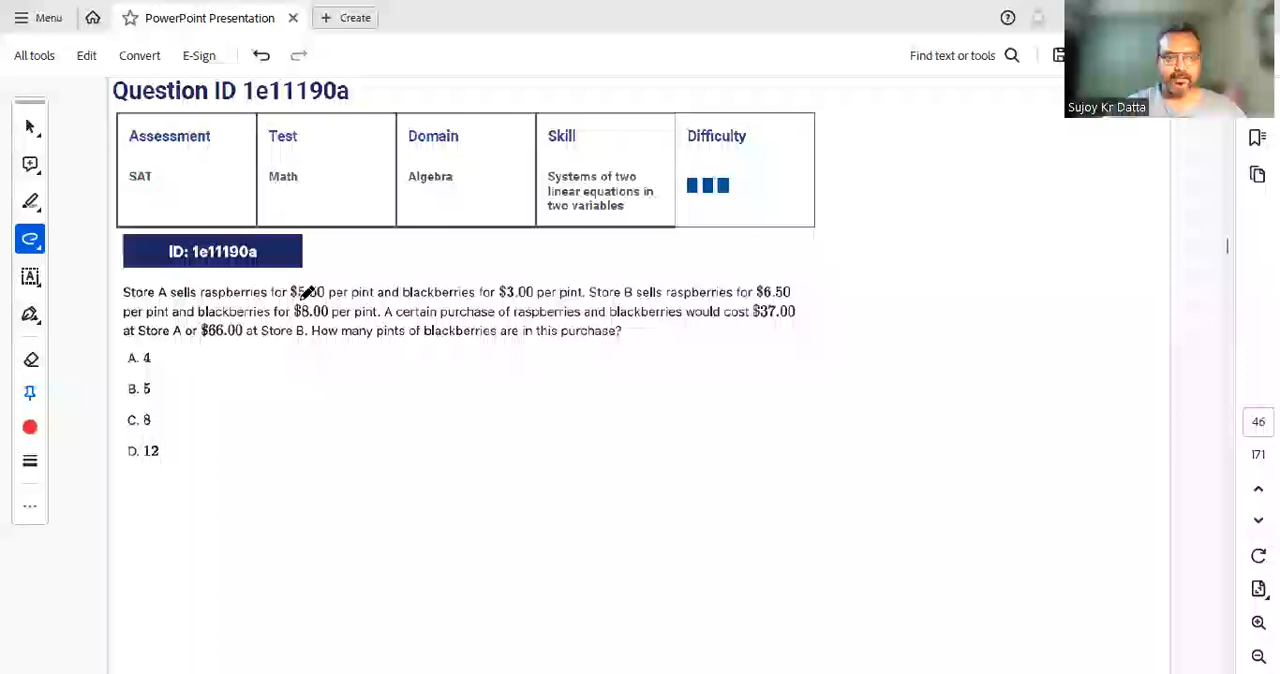 Menu
PowerPoint Presentation
Create
All tools
Edit
Convert
E-Sign
Find text or tools
Sujoy Kr Datta
Question ID 1e11190a
Assessment
Test
Domain
Skill
Difficulty
SAT
Math
Algebra
Systems of two
linear equations in
two variables
ID: 1e11190a
Store A sells raspberries for per pint and blackberries for $3.00 per pint. Store B sells raspberries for $6.50
per pint and blackberries for $8.00 per pint. A certain purchase of raspberries and blackberries would cost $37.00
at Store A or $66.00 at Store B. How many pints of blackberries are in this purchase?
A. 4
B. 5
C. 8
D. 12
46
171